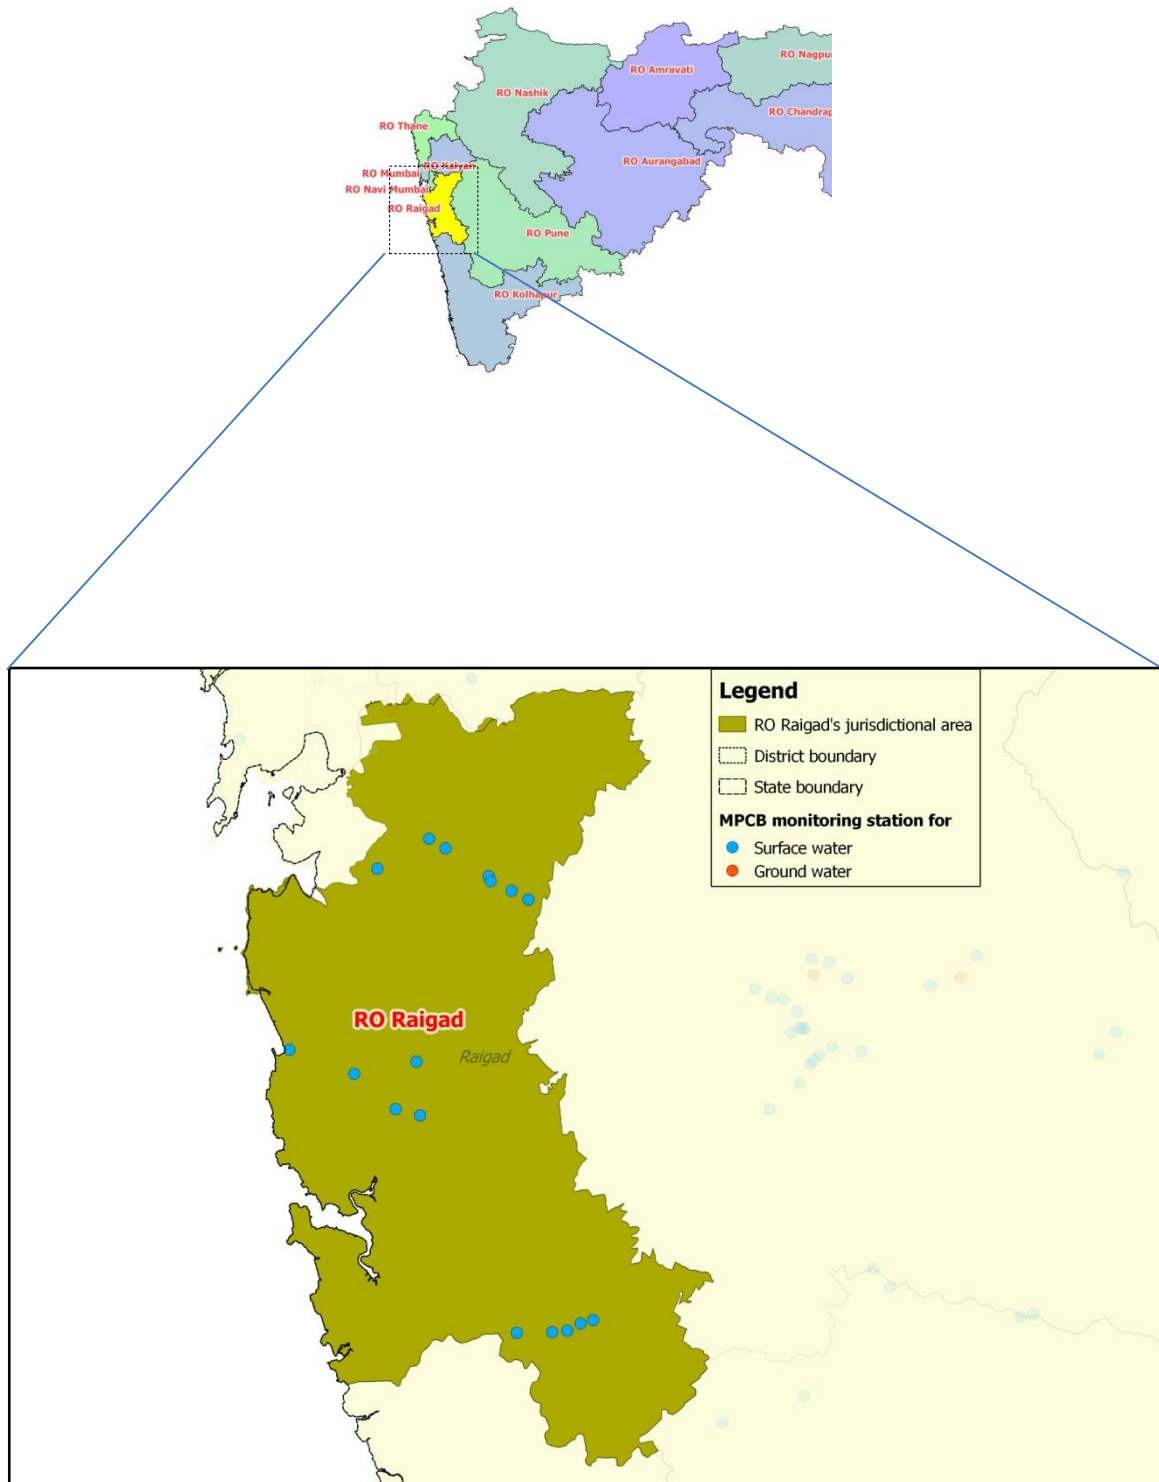 RO Nagpu
RO Amravati
RO Nashik
RO Chandrap
RO Thane
RO Aurangabad
RO Kalyan
RO Mumbai
RO Navi Mumbai
RO Raigad
RO Pune
RO Kolhapur
Legend
RO Raigad's jurisdictional area
District boundary
State boundary
MPCB monitoring station for
Surface water
Ground water
RO Raigad
Raigad